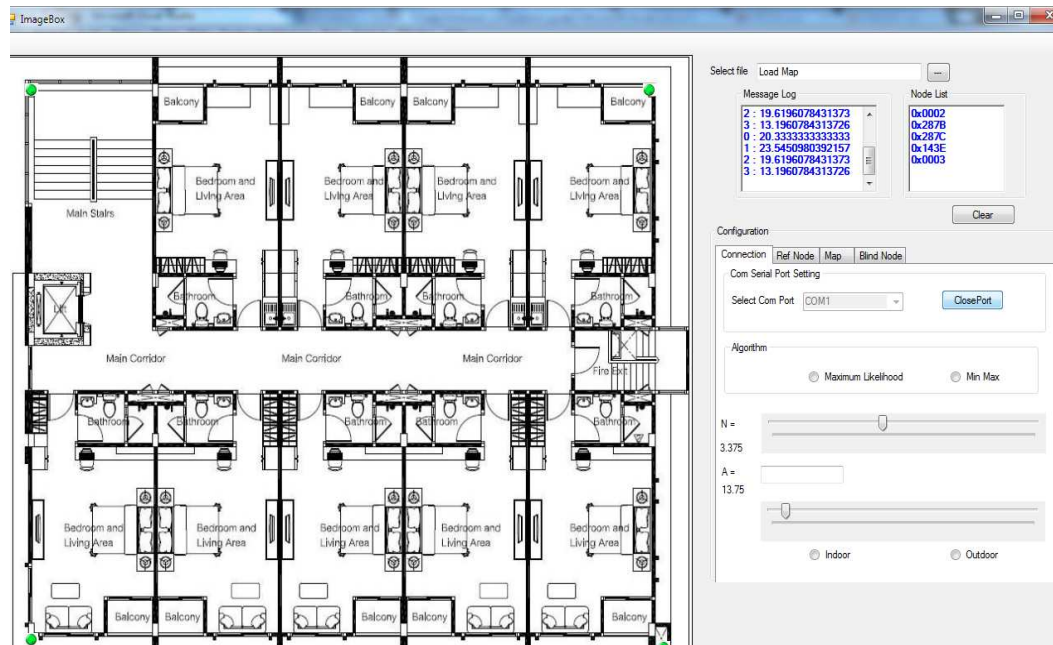 ImageBox
Select file Load Map ...
Message Log
2 : 19.6196078431373
3 : 13.1960784313726
0 : 20.3333333333333
1 : 23.5450980392157
2 : 19.6196078431373
3 : 13.1960784313726
Node List
0x0002
0x287B
0x287C
0x143E
0x0003
Clear
Configuration
Connection Ref Node Map Blind Node
Com Serial Port Setting
Select Com Port COM1 ClosePort
Algorithm
Maximum Likelihood Min Max
N =
3.375
A =
13.75
Indoor Outdoor
Balcony Balcony Balcony Balcony
Bedroom and Bedroom and Bedroom and Bedroom and
Living Area Living Area Living Area Living Area
Main Stairs
Lift
Bathroom Bathroom Bathroom Bathroom
Main Corridor Main Corridor Main Corridor
Fire Exit
Bathroom Bathroom Bathroom Bathroom Bathroom
Bedroom and Bedroom and Bedroom and Bedroom and Bedroom and
Living Area Living Area Living Area Living Area Living Area
Balcony Balcony Balcony Balcony Balcony